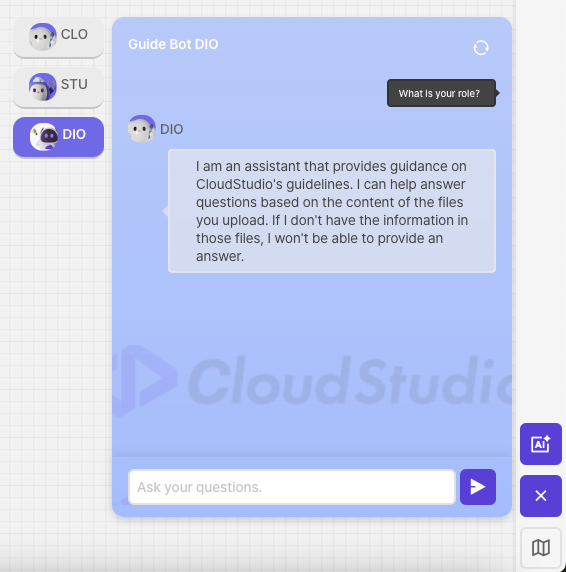 CLO
STU
DIO
Guide Bot DIO
What is your role?
DIO
I am an assistant that provides guidance on
CloudStudio's guidelines. I can help answer
questions based on the content of the files
you upload. If I don't have the information in
those files, I won't be able to provide an
answer.
CloudStudio
Ask your questions.
AI